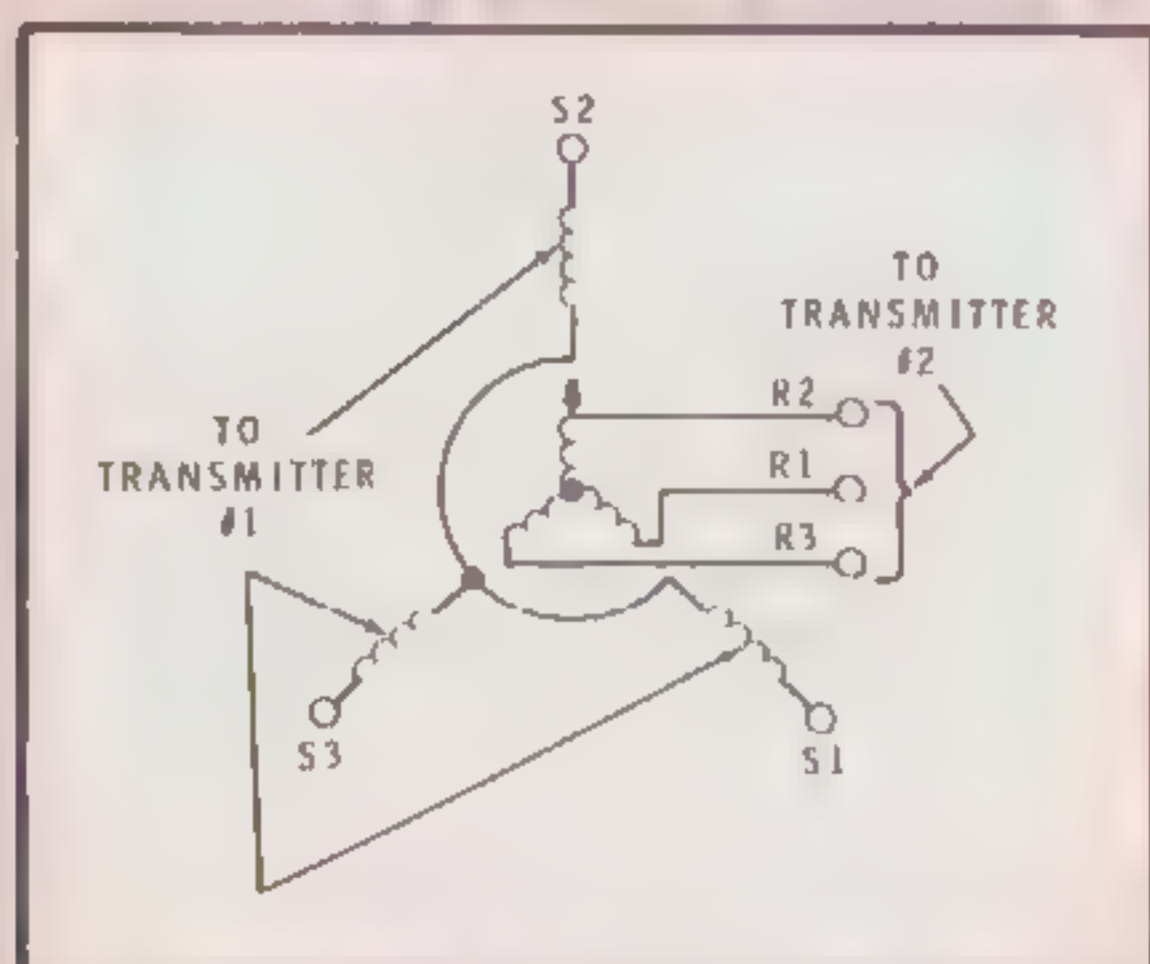 S2
TO
TRANSMITTER
#2
R2
TO
TRANSMITTER
#1
R1
R3
S3
S1